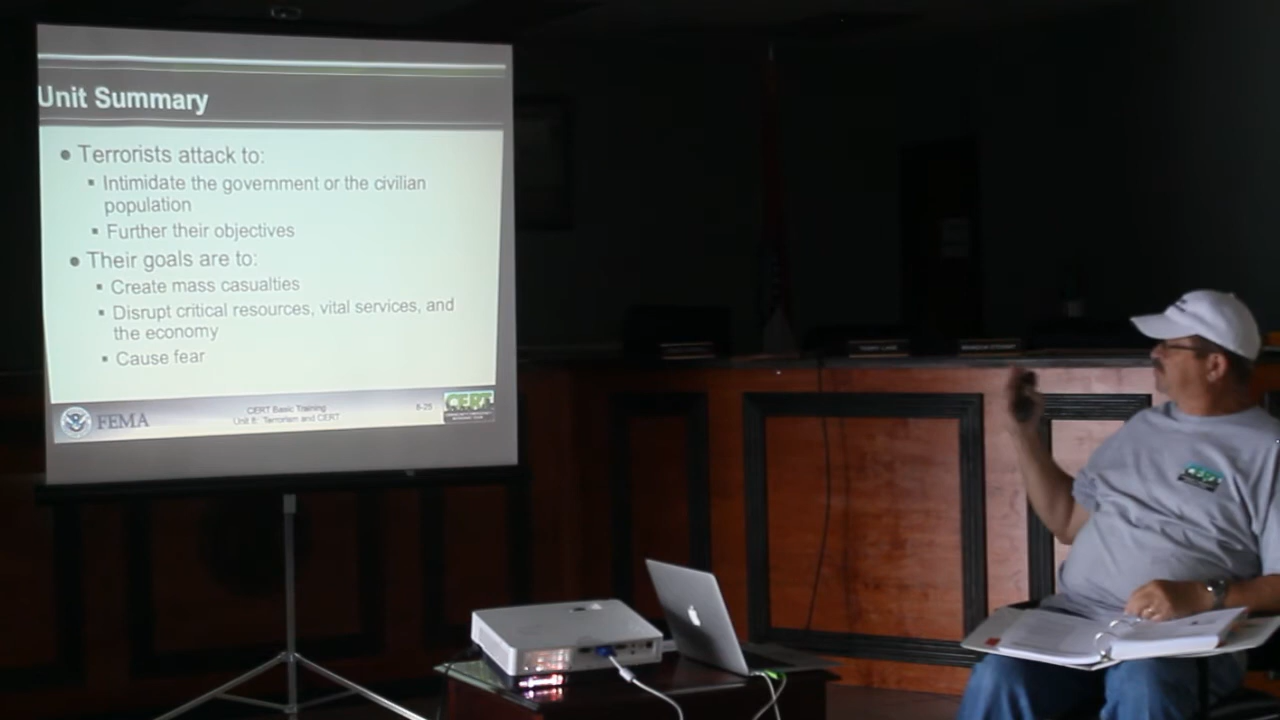 Unit Summary
● Terrorists attack to:
▪ Intimidate the government or the civilian
population
▪ Further their objectives
● Their goals are to:
▪ Create mass casualties
▪ Disrupt critical resources, vital services, and
the economy
▪ Cause fear
FEMA
CERT Basic Training
Unit 8: Terrorism and CERT
8-25
CERT